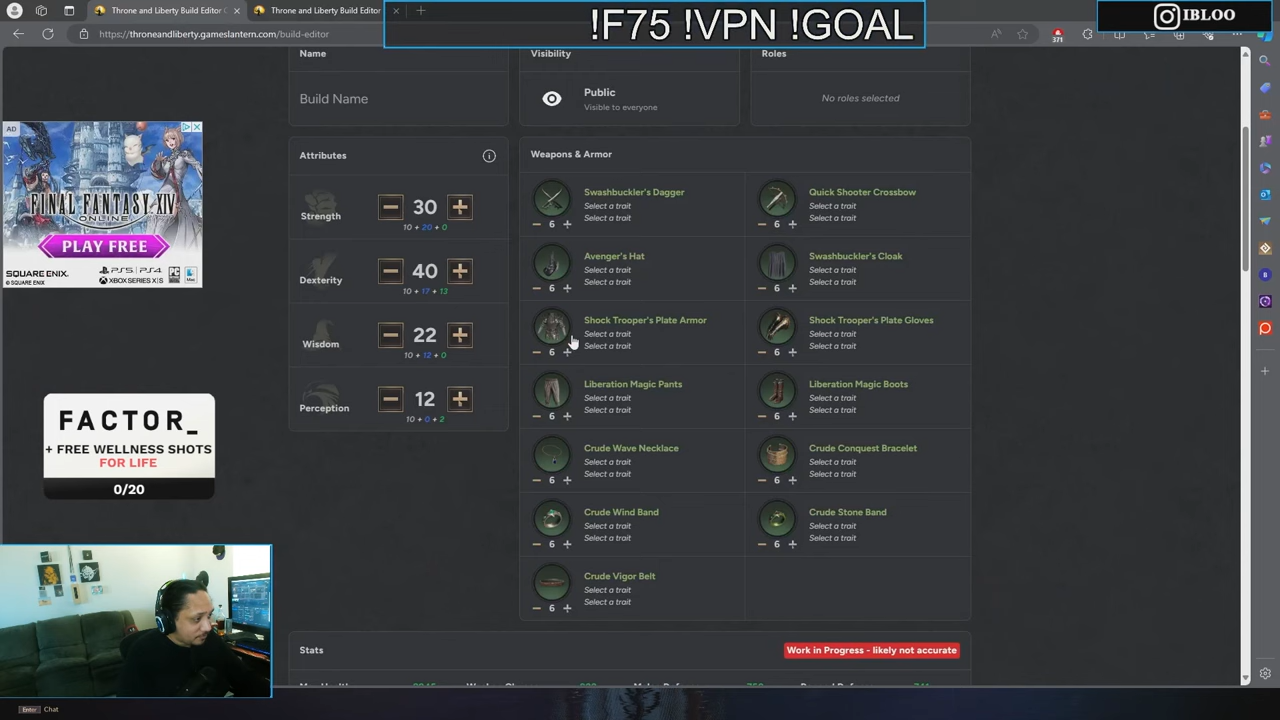 Throne and Liberty Build Editor
Throne and Liberty Build Editor
!F75 !VPN !GOAL
IBLOO
https://throneandliberty.gameslantern.com/build-editor
371
Name
Visibility
Roles
Build Name
Public
Visible to everyone
No roles selected
AD
FINAL FANTASY XIV
ONLINE
PLAY FREE
SQUARE ENIX
PS5 PS4
XBOX SERIES X|S
© SQUARE ENIX
Attributes
Strength
30
10 + 20 + 0
Dexterity
40
10 + 17 + 13
Wisdom
22
10 + 12 + 0
Perception
12
10 + 0 + 2
Weapons & Armor
Swashbuckler's Dagger
Select a trait
Select a trait
6
Quick Shooter Crossbow
Select a trait
Select a trait
6
Avenger's Hat
Select a trait
Select a trait
6
Swashbuckler's Cloak
Select a trait
Select a trait
6
Shock Trooper's Plate Armor
Select a trait
Select a trait
6
Shock Trooper's Plate Gloves
Select a trait
Select a trait
6
Liberation Magic Pants
Select a trait
Select a trait
6
Liberation Magic Boots
Select a trait
Select a trait
6
Crude Wave Necklace
Select a trait
Select a trait
6
Crude Conquest Bracelet
Select a trait
Select a trait
6
Crude Wind Band
Select a trait
Select a trait
6
Crude Stone Band
Select a trait
Select a trait
6
Crude Vigor Belt
Select a trait
Select a trait
6
Stats
Work in Progress - likely not accurate
FACTOR_
+ FREE WELLNESS SHOTS
FOR LIFE
0/20
Enter Chat